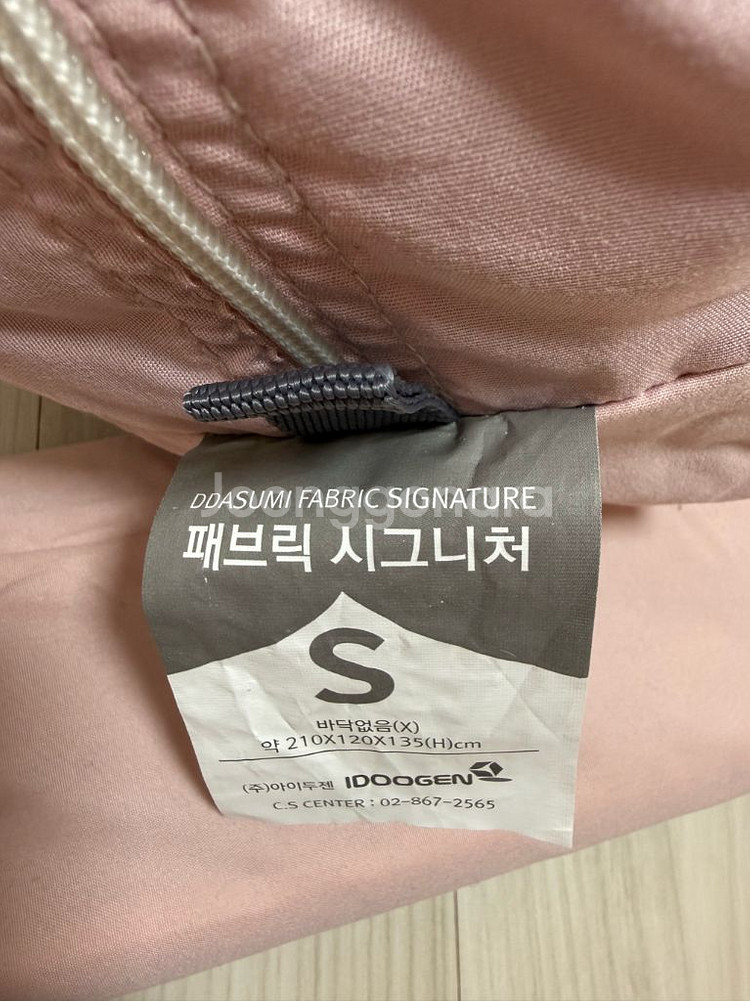 DDASUMI FABRIC SIGNATURE
Joonggonara
패브릭 시그니처
S
바닥없음(X)
약 210X120X135(H)cm
(주)아이두젠 IDOOGEN
C.S CENTER : 02-867-2565